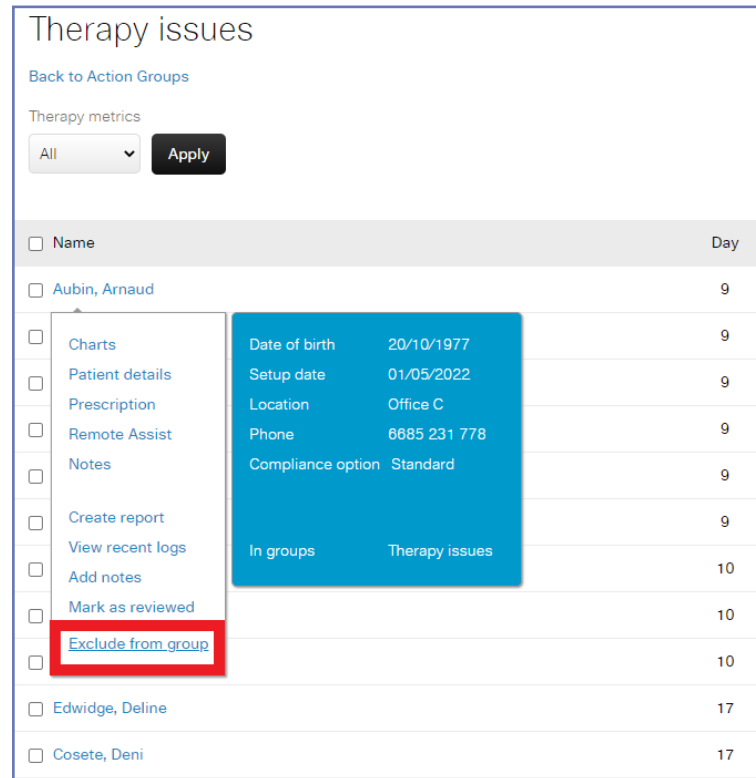 Therapy issues
Back to Action Groups
Therapy metrics
All Apply
Name Day
Aubin, Arnaud 9
9
Charts Date of birth 20/10/1977
Patient details Setup date 01/05/2022
9
Prescription Location Office C
Remote Assist Phone 6685 231 778
9
Notes Compliance option Standard
9
Create report
9
View recent logs In groups Therapy issues
Add notes
10
Mark as reviewed
10
Exclude from group
10
Edwidge, Deline 17
Cosete, Deni 17